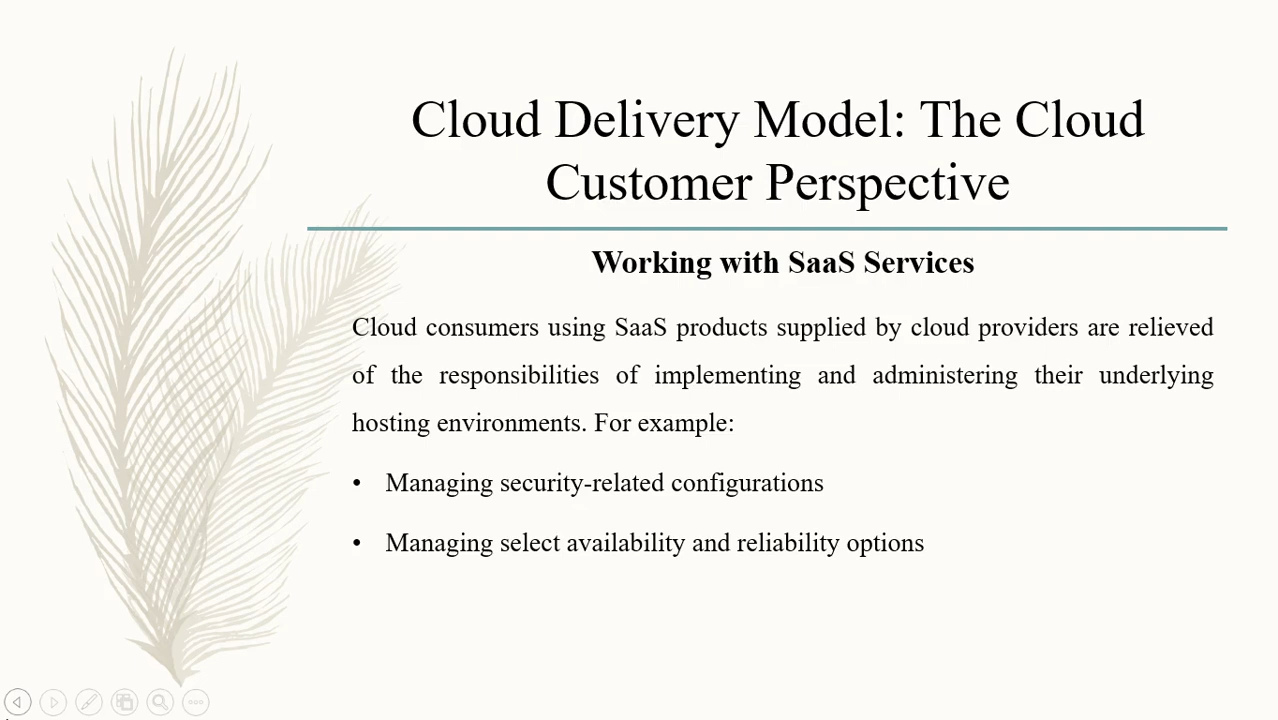 Cloud Delivery Model: The Cloud
Customer Perspective
Working with SaaS Services
Cloud consumers using SaaS products supplied by cloud providers are relieved
of the responsibilities of implementing and administering their underlying
hosting environments. For example:
• Managing security-related configurations
• Managing select availability and reliability options